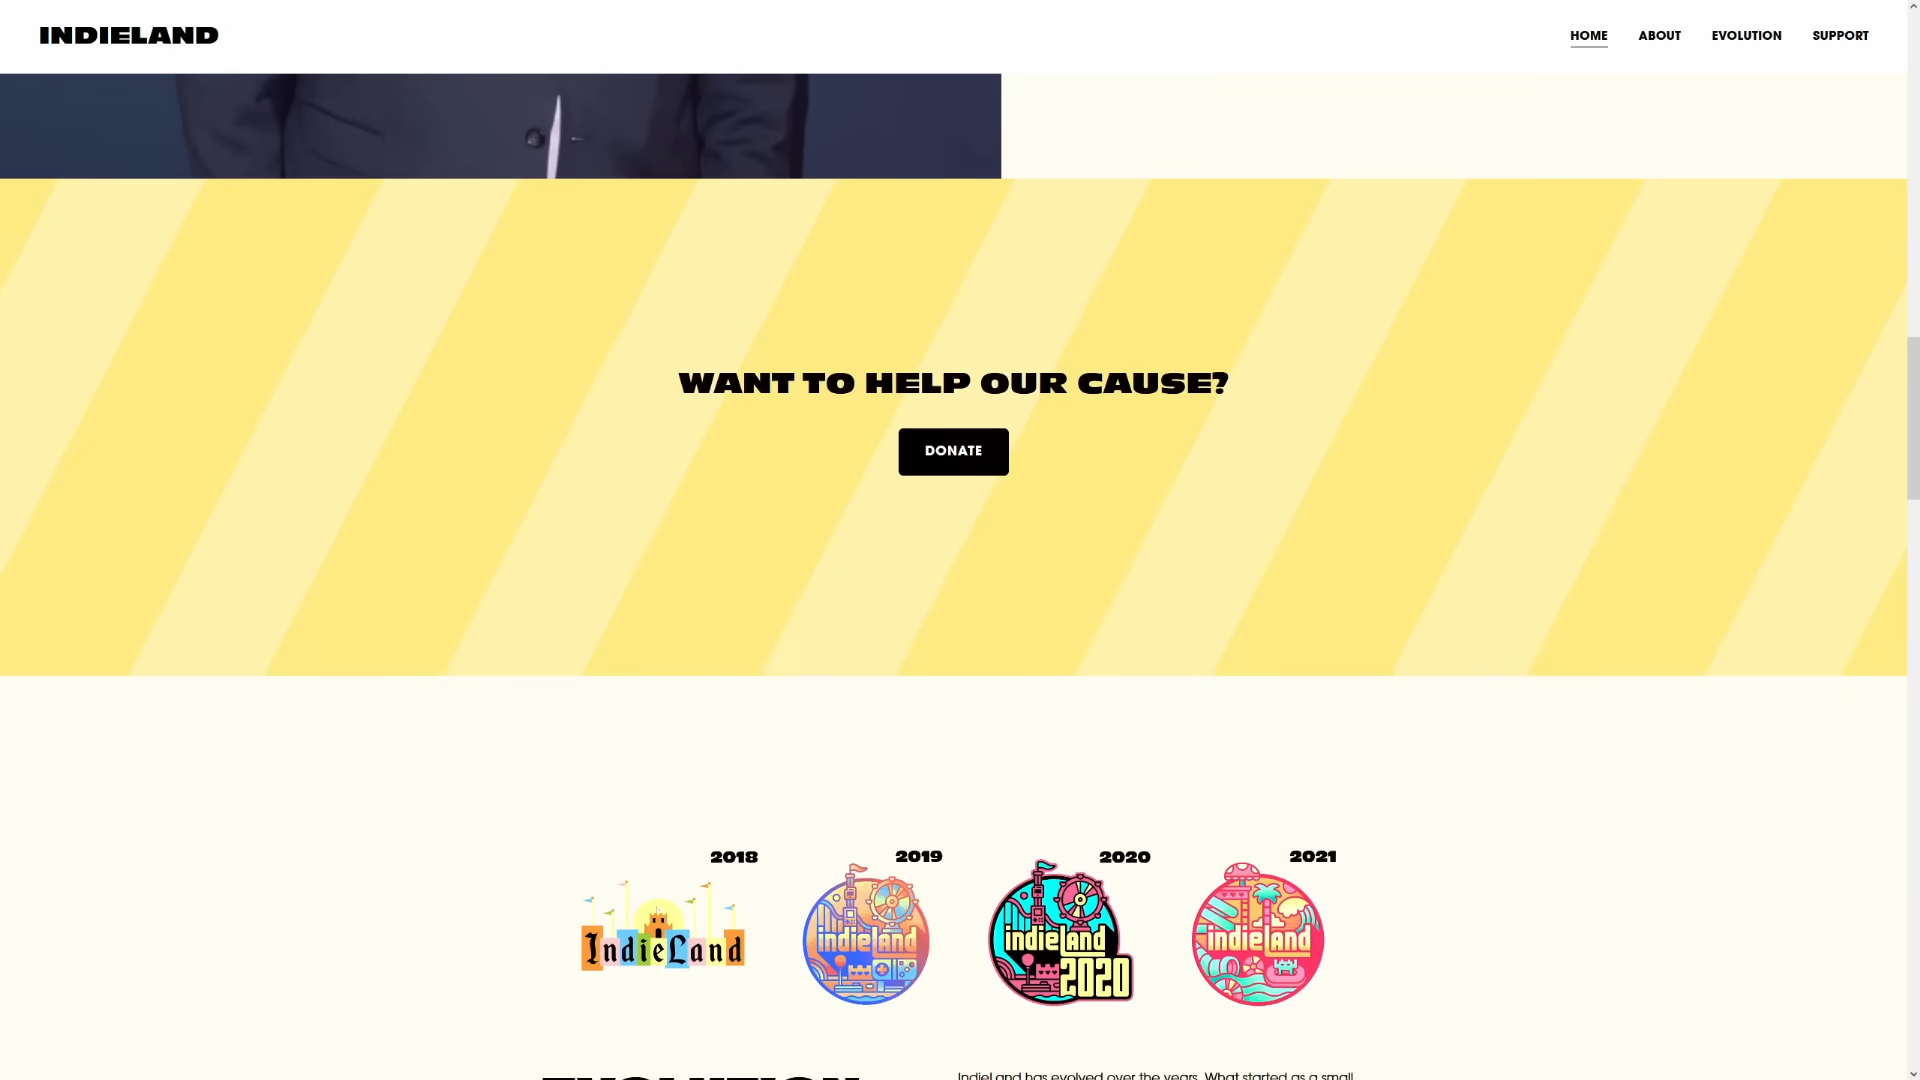 INDIELAND
HOME ABOUT EVOLUTION SUPPORT
WANT TO HELP OUR CAUSE?
DONATE
2018 2019 2020 2021
IndieLand
indieland
indieland
2020
indieland
EVOLUTION
IndieLand has evolved over the years. What started as a small